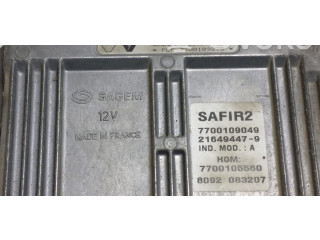 SAGEM
12V
MADE IN FRANCE
SAFIR2
7700109049
21649447-9
IND. MOD.: A
HOM:
7700105560
8092 083207